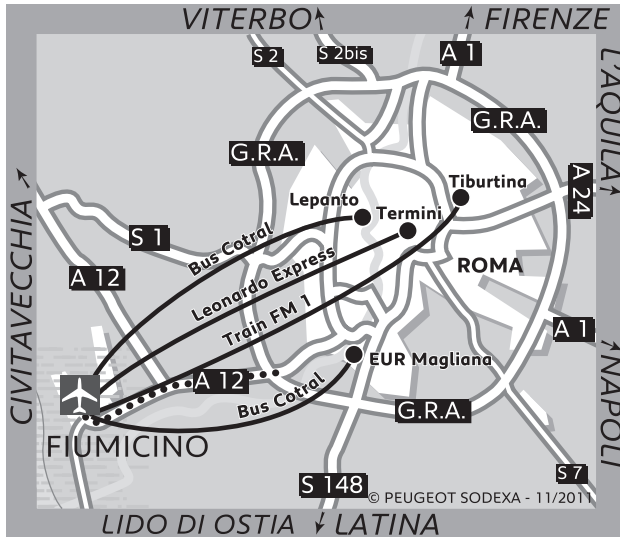 VITERBO
FIRENZE
S 2
S 2bis
A 1
L'AQUILA
G.R.A.
G.R.A.
A 24
Tiburtina
Lepanto
Termini
CIVITAVECCHIA
S 1
Bus Cotral
Leonardo Express
ROMA
A 12
Train FM 1
A 1
EUR Magliana
NAPOLI
A 12
Bus Cotral
G.R.A.
FIUMICINO
S 7
S 148
© PEUGEOT SODEXA - 11/2011
LIDO DI OSTIA
LATINA